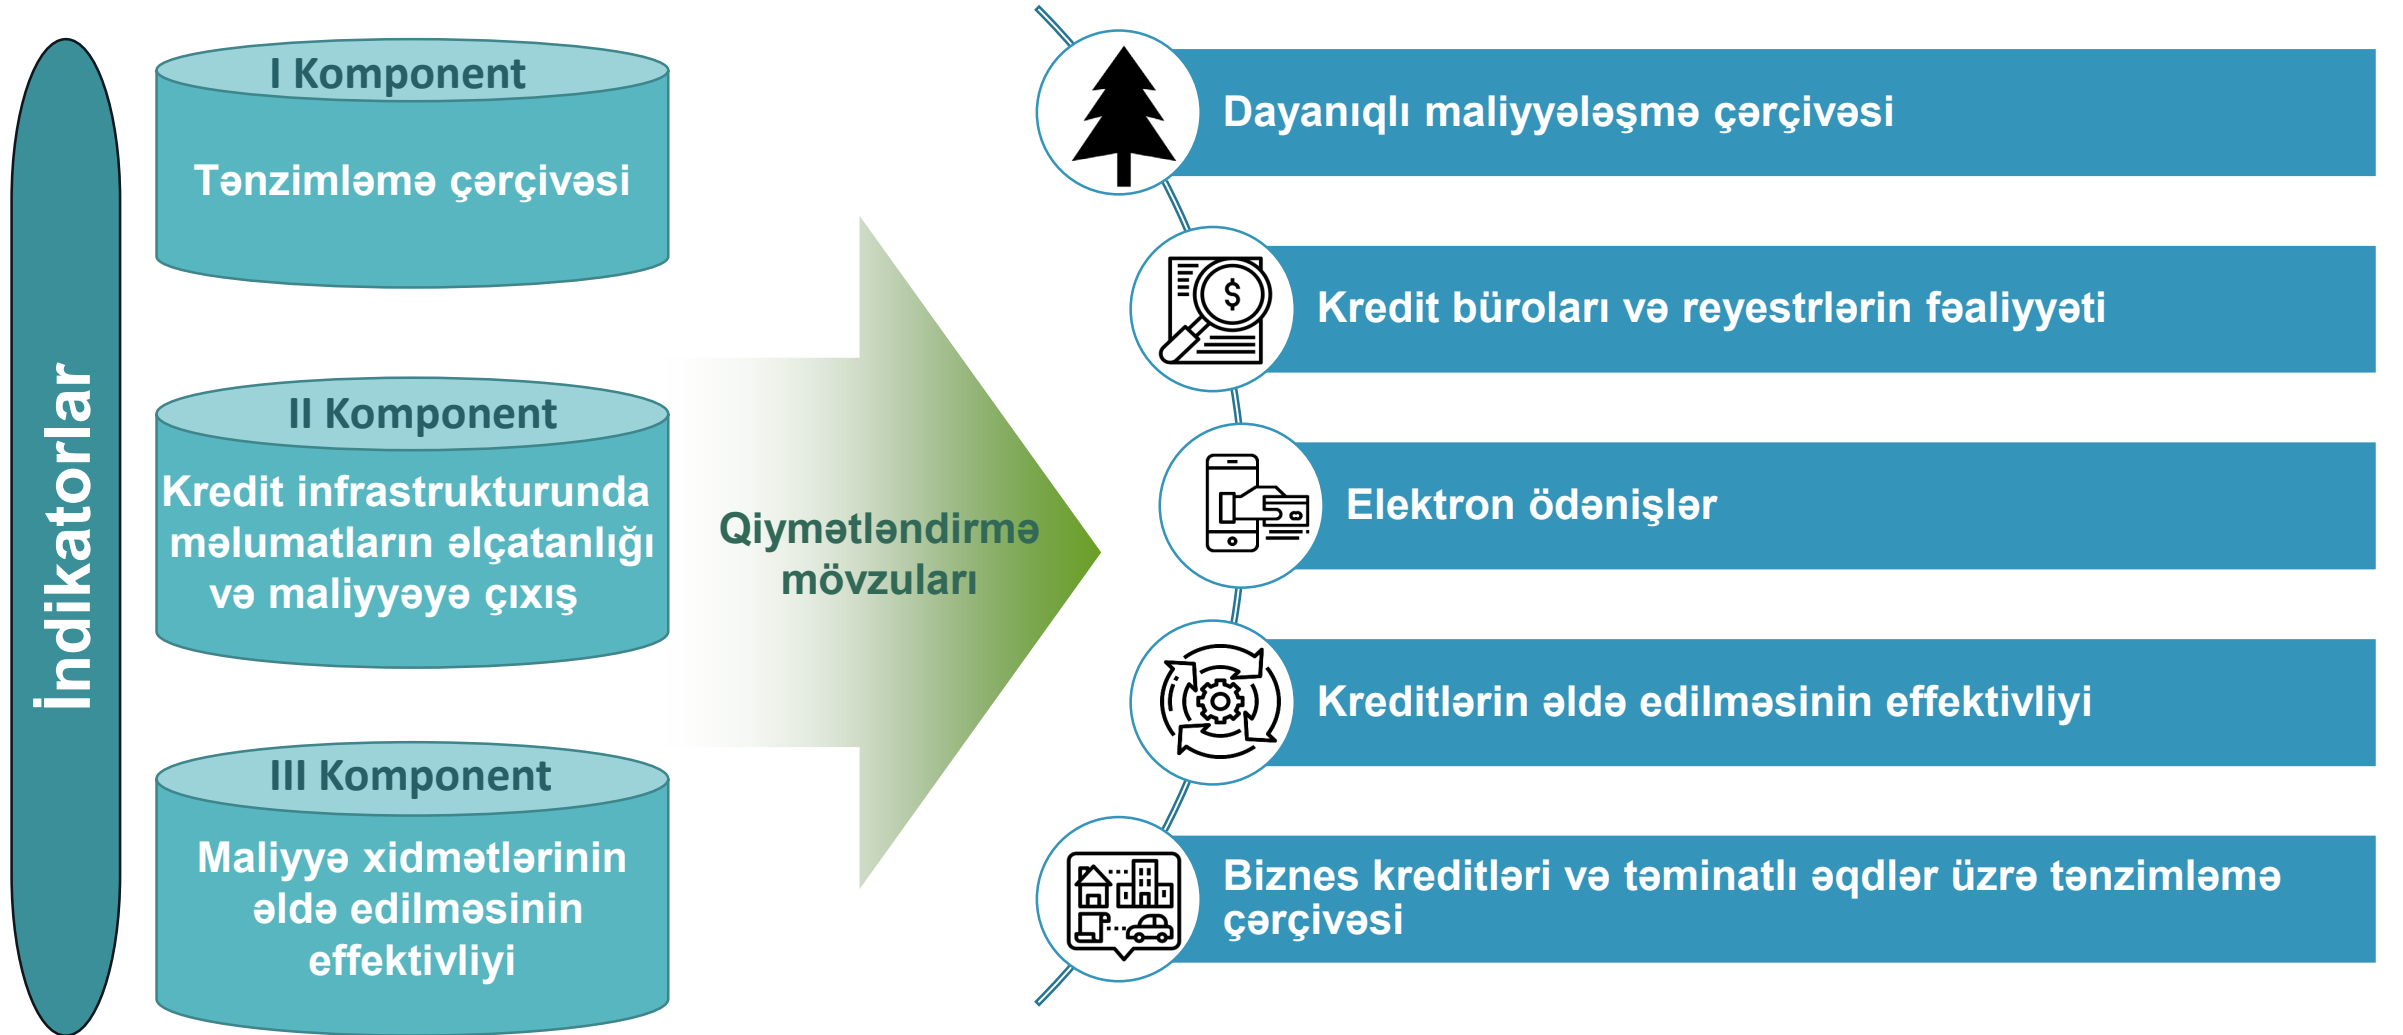 İndikatorlar
I Komponent
Tənzimləmə çərçivəsi
II Komponent
Kredit infrastrukturunda
məlumatların əlçatanlığı
və maliyyəyə çıxış
III Komponent
Maliyyə xidmətlərinin
əldə edilməsinin
effektivliyi
Qiymətləndirmə
mövzuları
Dayanıqlı maliyyələşmə çərçivəsi
$
Kredit büroları və reyestrlərin fəaliyyəti
Elektron ödənişlər
Kreditlərin əldə edilməsinin effektivliyi
Biznes kreditləri və təminatlı əqdlər üzrə tənzimləmə
çərçivəsi